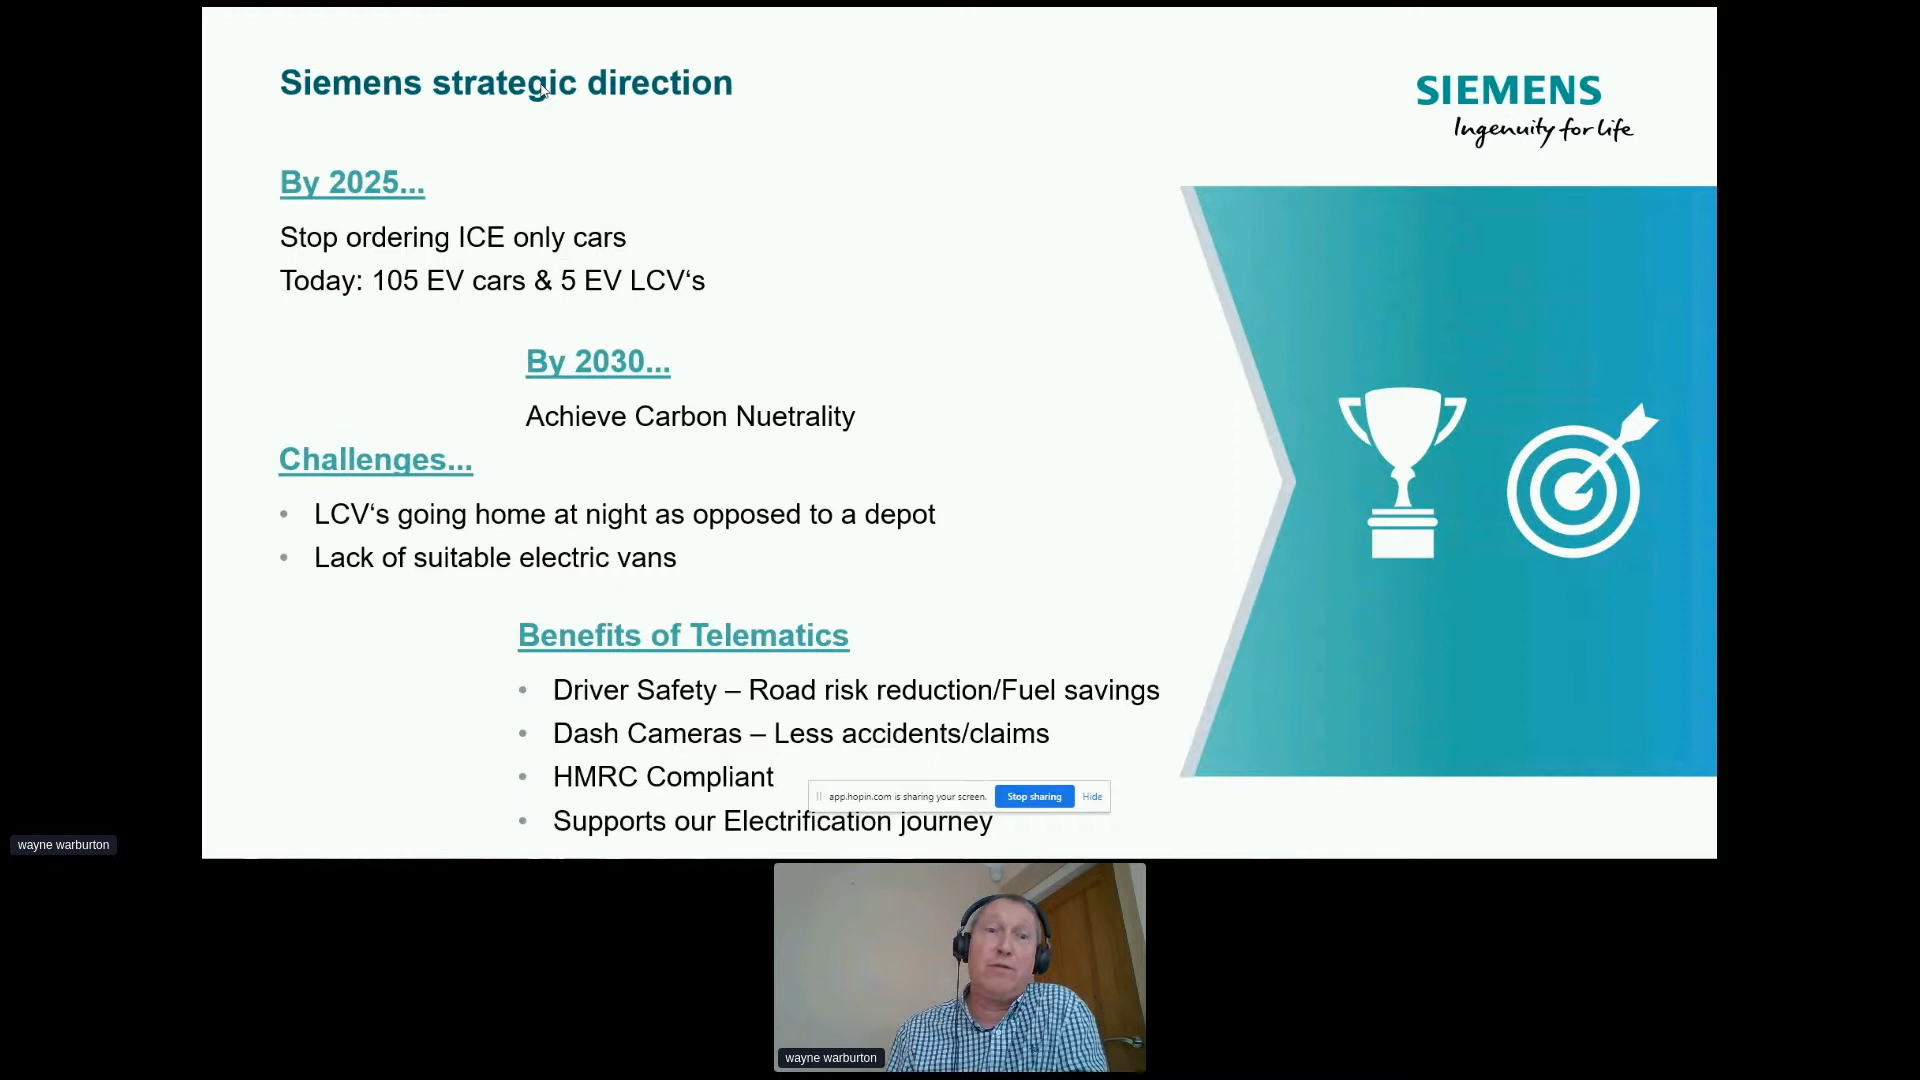 Siemens strategic direction
SIEMENS
Ingenuity for life
By 2025...
Stop ordering ICE only cars
Today: 105 EV cars & 5 EV LCV‘s
By 2030...
Achieve Carbon Nuetrality
Challenges...
• LCV‘s going home at night as opposed to a depot
• Lack of suitable electric vans
Benefits of Telematics
• Driver Safety – Road risk reduction/Fuel savings
• Dash Cameras – Less accidents/claims
• HMRC Compliant
app.hopin.com is sharing your screen. Stop sharing Hide
• Supports our Electrification journey
wayne warburton
wayne warburton